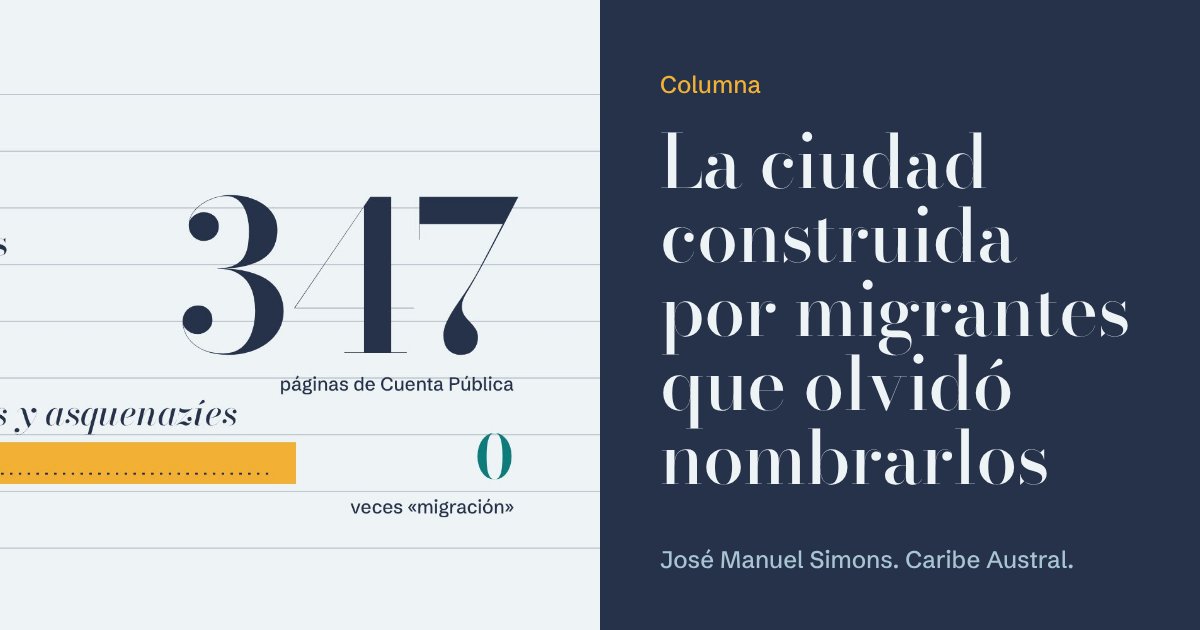 s
347
páginas de Cuenta Pública
s y asquenazíes
0
veces «migración»
Columna
La ciudad
construida
por migrantes
que olvidó
nombrarlos
José Manuel Simons. Caribe Austral.